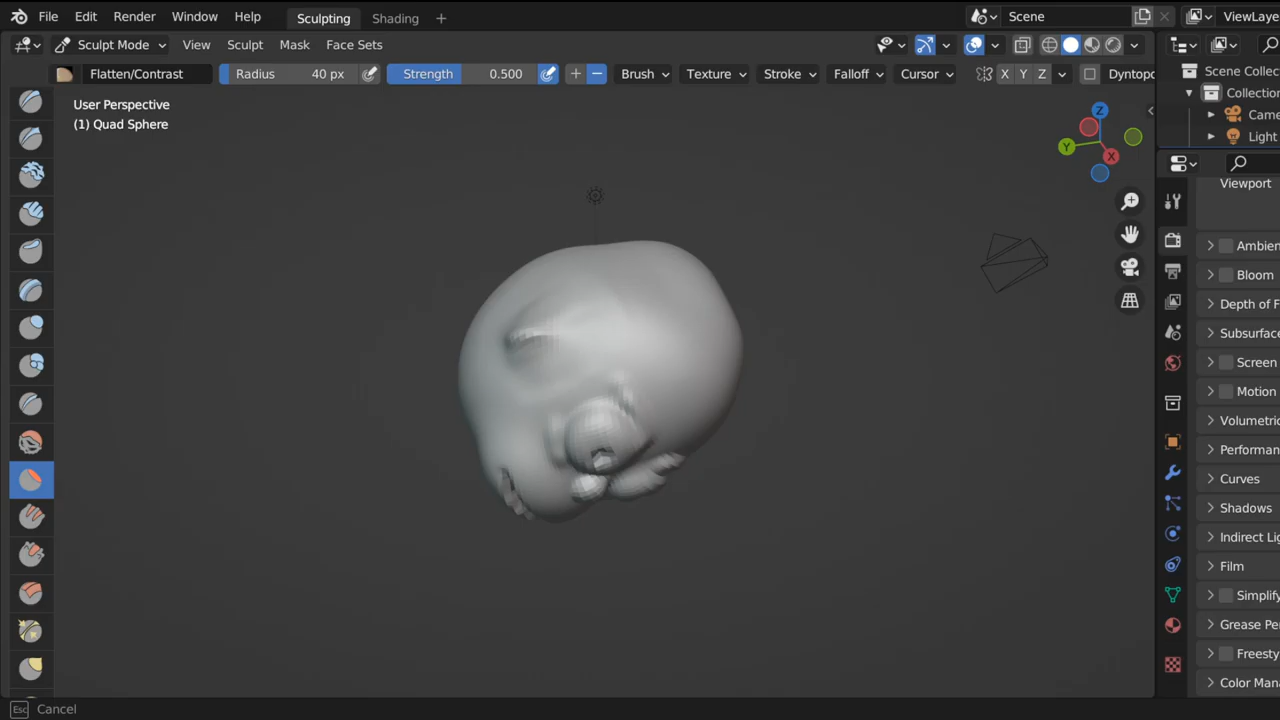 File Edit Render Window Help Sculpting Shading + Scene ViewLaye
Sculpt Mode View Sculpt Mask Face Sets
Flatten/Contrast Radius 40 px Strength 0.500 Brush Texture Stroke Falloff Cursor X Y Z Dyntopo
User Perspective
(1) Quad Sphere
Z
Y
X
Scene Collec
Collection
Came
Light
Viewport
Ambien
Bloom
Depth of F
Subsurfac
Screen
Motion
Volumetric
Performan
Curves
Shadows
Indirect Lig
Film
Simplify
Grease Per
Freesty
Color Man
Esc Cancel